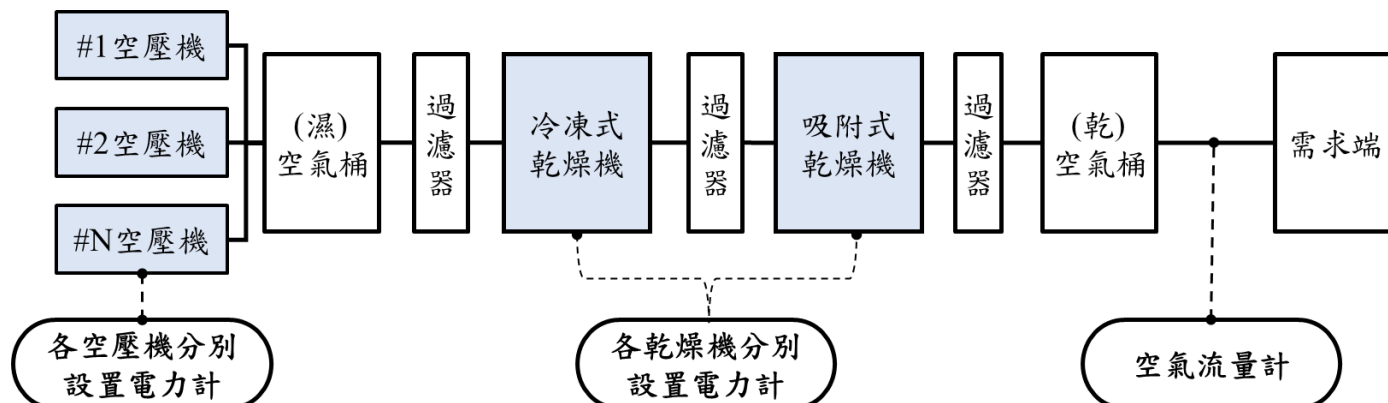 #1空壓機
#2空壓機
#N空壓機
(濕)
空氣桶
過
濾
器
冷凍式
乾燥機
過
濾
器
吸附式
乾燥機
過
濾
器
(乾)
空氣桶
需求端
各空壓機分別
設置電力計
各乾燥機分別
設置電力計
空氣流量計